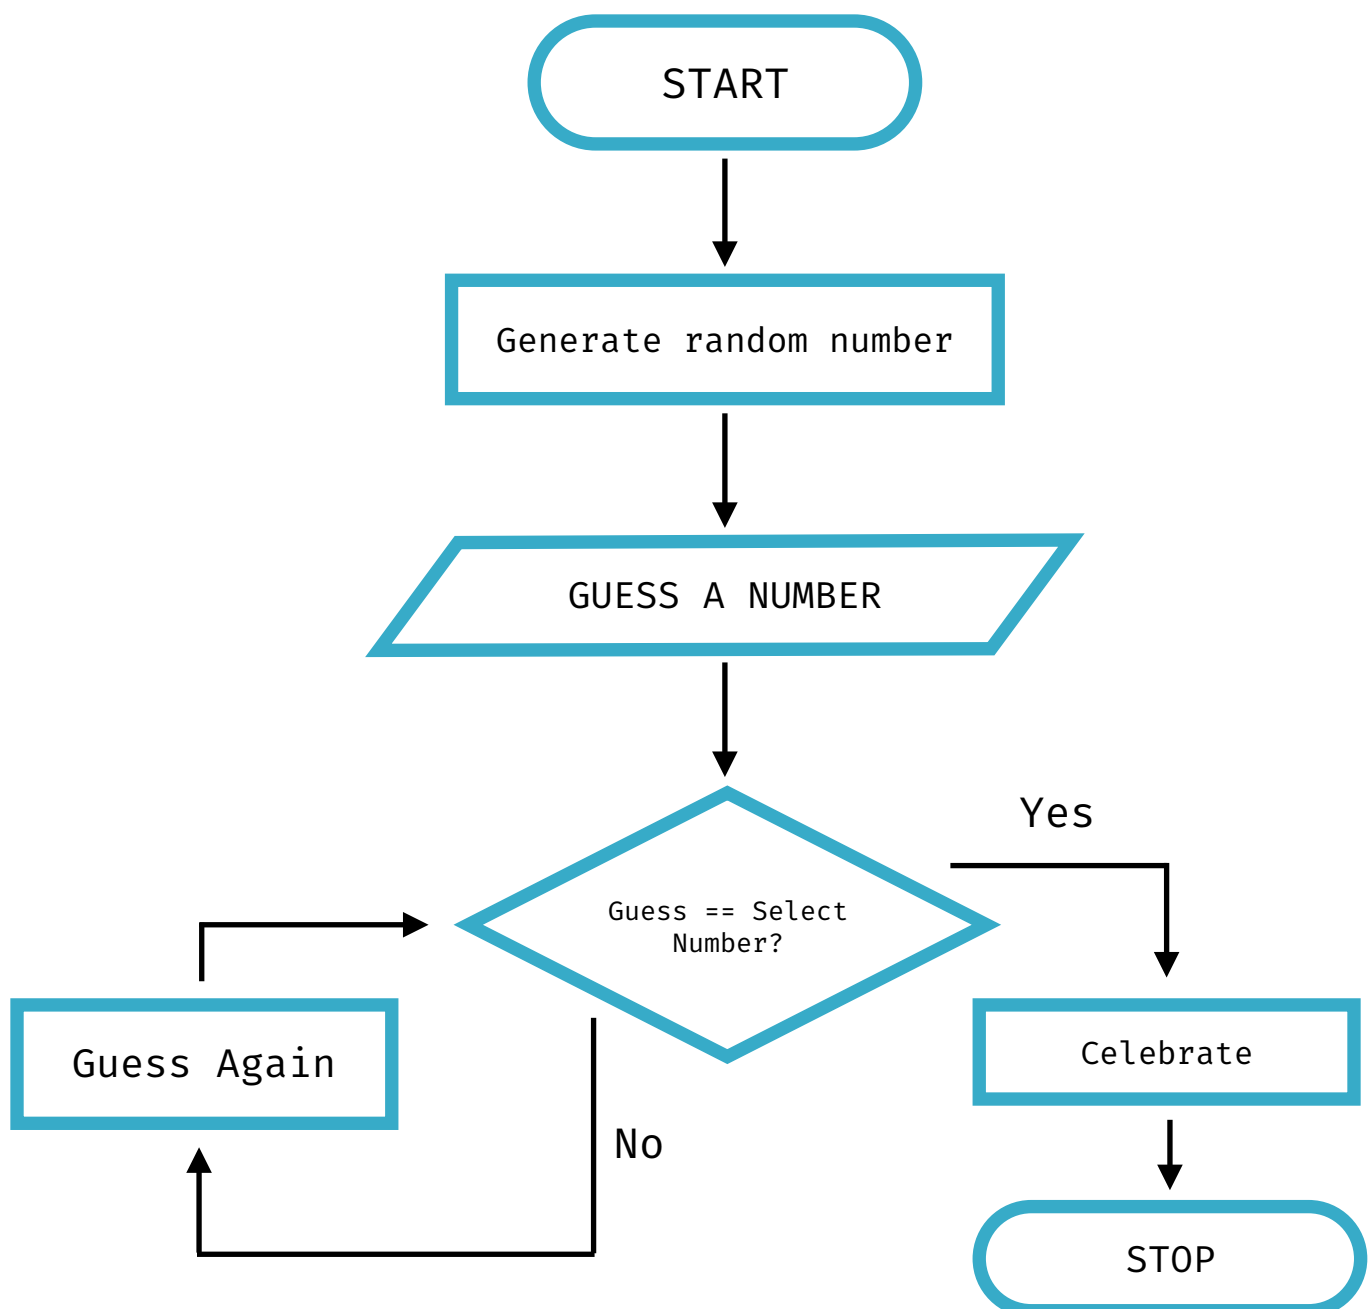 START
Generate random number
GUESS A NUMBER
Yes
Guess == Select
Number?
Guess Again
Celebrate
No
STOP